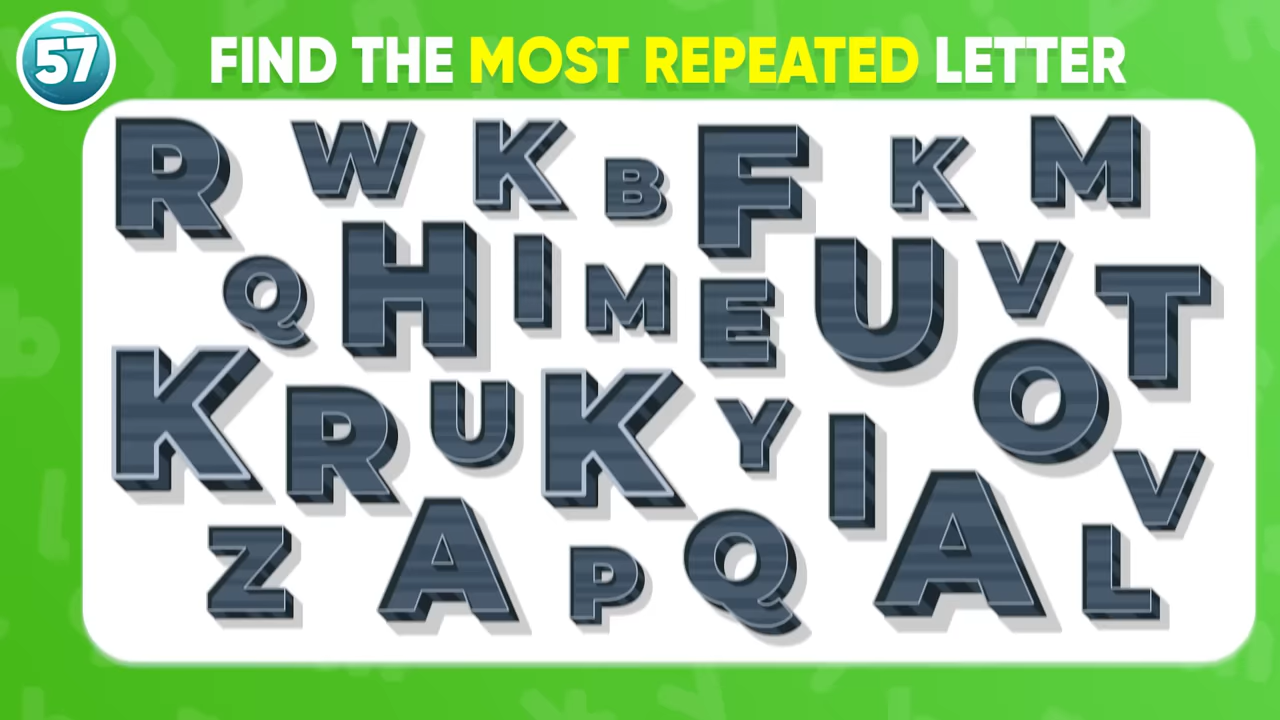 57
FIND THE MOST REPEATED LETTER
R W K B F K M
Q H I M E U V T
K R U K Y I O V
Z A P Q A L